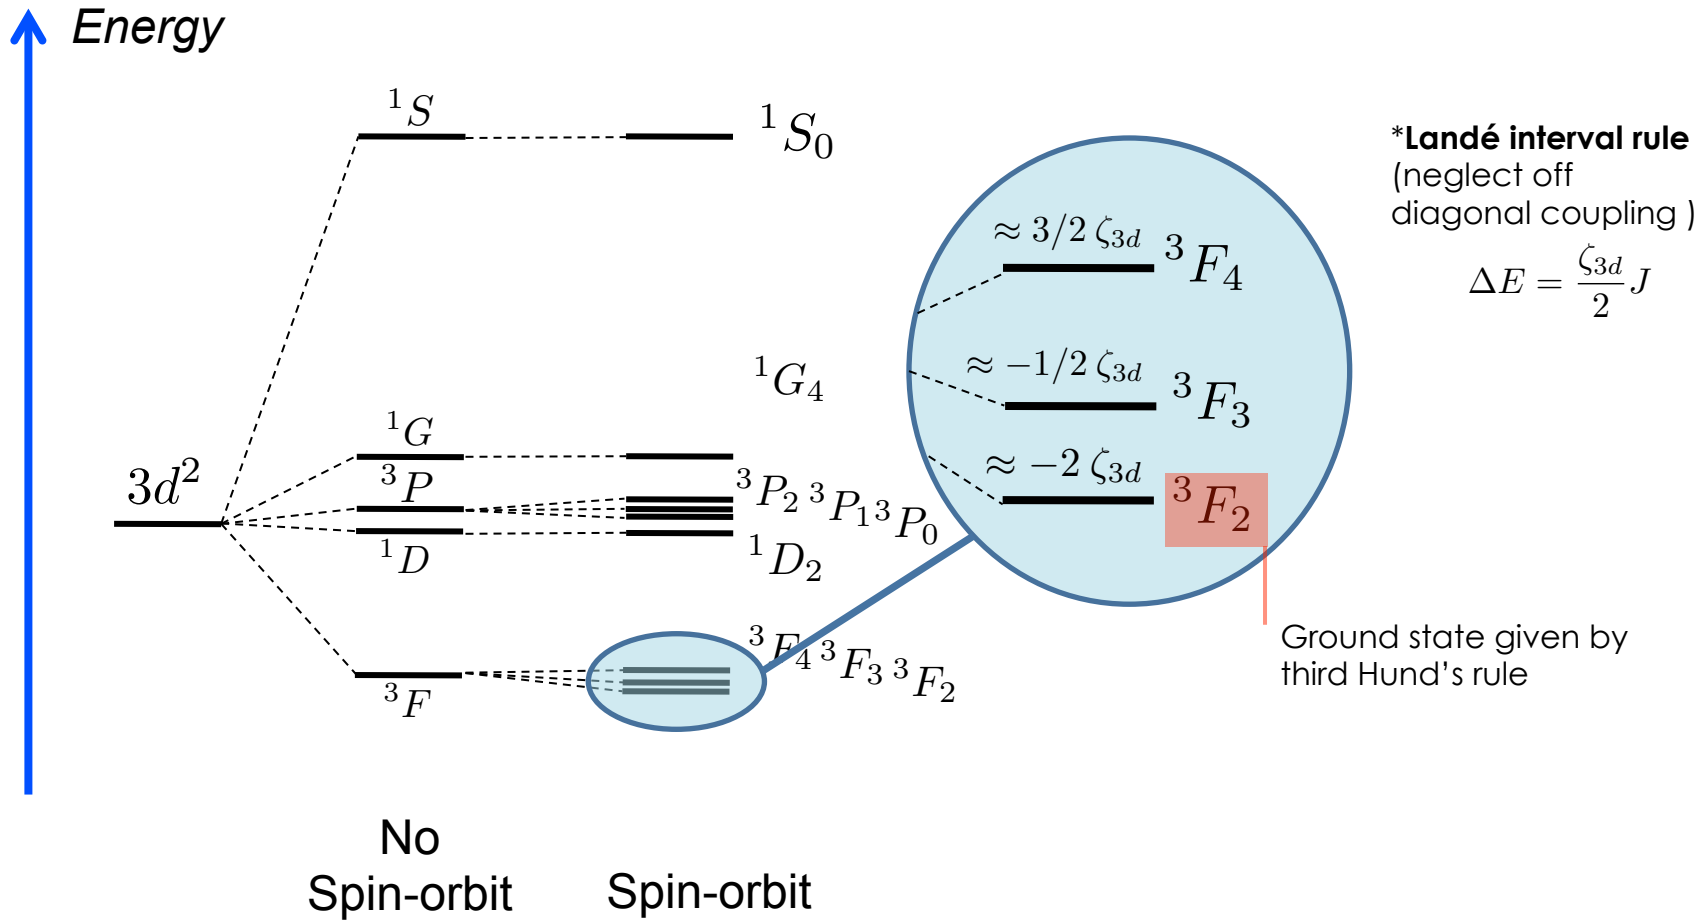 Energy
¹S
¹S₀
*Landé interval rule
(neglect off
diagonal coupling )
ΔE = ζ₃d/2 J
≈ 3/2 ζ₃d ³F₄
¹G₄
≈ −1/2 ζ₃d ³F₃
¹G
3d²
³P
³P₂ ³P₁ ³P₀
≈ −2 ζ₃d ³F₂
¹D
¹D₂
³F
³F₄ ³F₃ ³F₂
Ground state given by
third Hund's rule
No
Spin-orbit
Spin-orbit